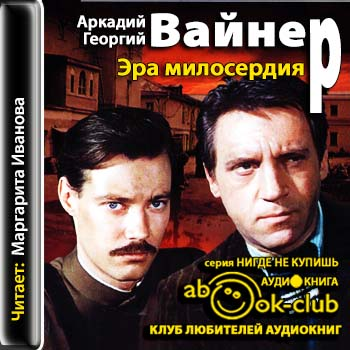 Аркадий
Георгий
Вайнер
Эра милосердия
Читает: Маргарита Иванова
серия НИГДЕ НЕ КУПИШЬ
АУДИОКНИГА
abook-club
КЛУБ ЛЮБИТЕЛЕЙ АУДИОКНИГ